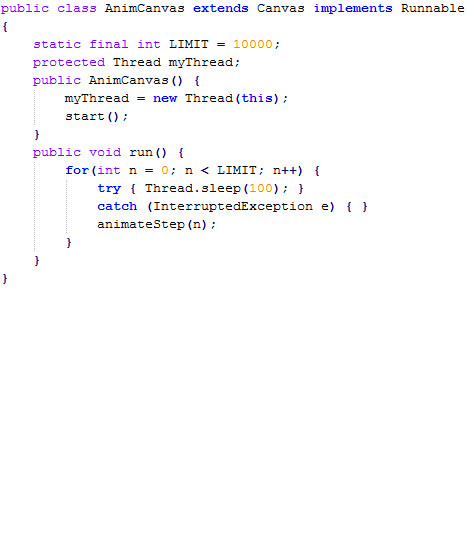 public class AnimCanvas extends Canvas implements Runnable
{
    static final int LIMIT = 10000;
    protected Thread myThread;
    public AnimCanvas() {
        myThread = new Thread(this);
        start();
    }
    public void run() {
        for(int n = 0; n < LIMIT; n++) {
            try { Thread.sleep(100); }
            catch (InterruptedException e) { }
            animateStep(n);
        }
    }
}